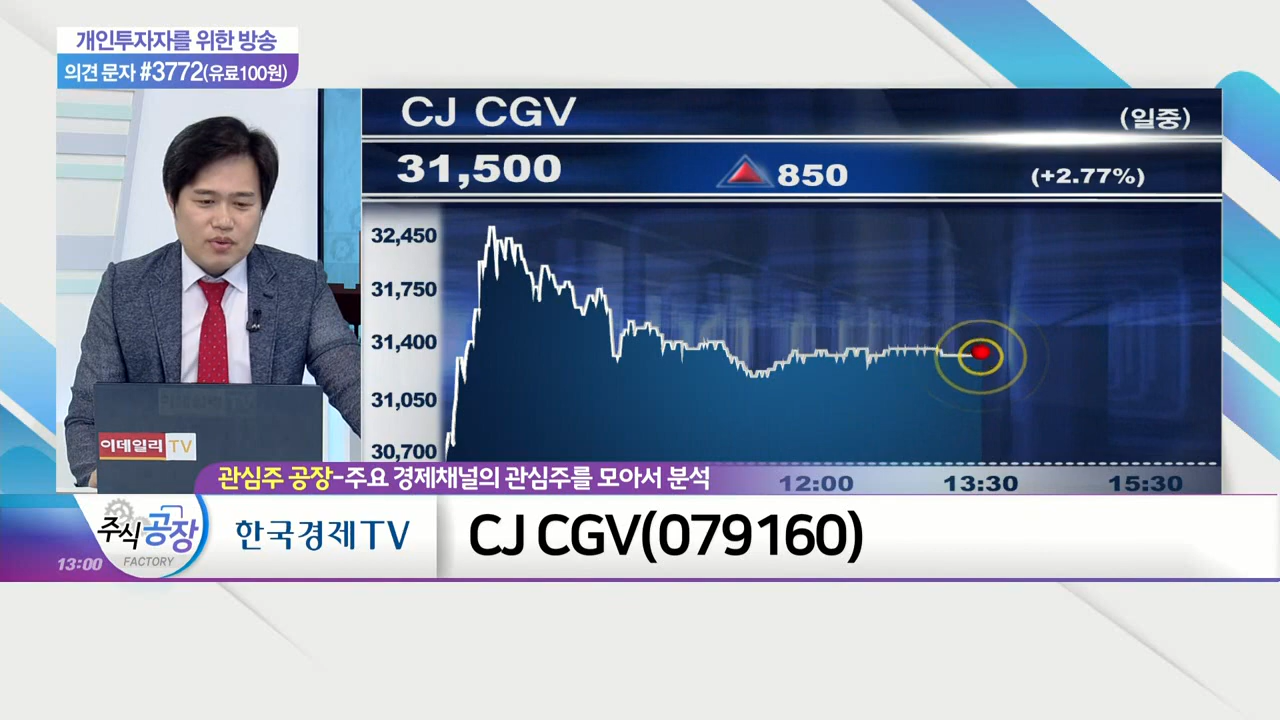 개인투자자를 위한 방송
의견 문자 #3772(유료100원)
CJ CGV
(일중)
31,500
850
(+2.77%)
32,450
31,750
31,400
31,050
30,700
12:00
13:30
15:30
이데일리 TV
관심주 공장-주요 경제채널의 관심주를 모아서 분석
주식공장
FACTORY
13:00
한국경제TV
CJ CGV(079160)